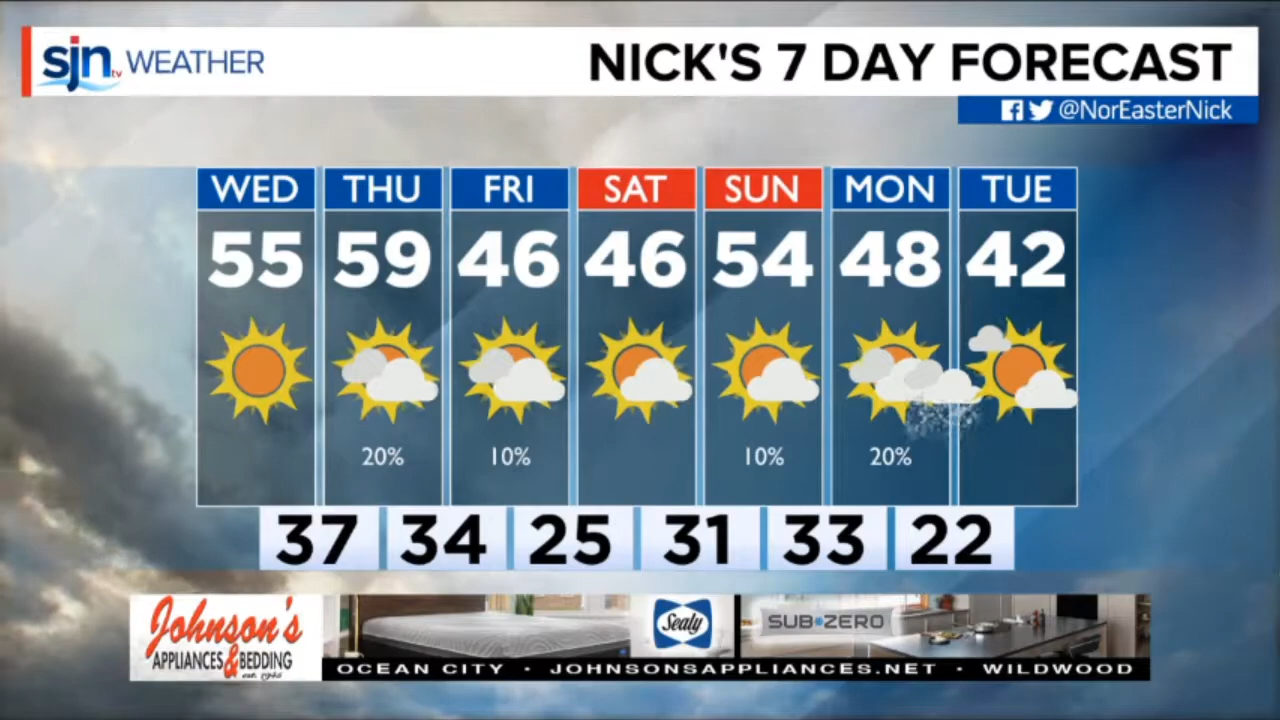 sjn tv WEATHER
NICK'S 7 DAY FORECAST
@NorEasterNick
WED THU FRI SAT SUN MON TUE
55 59 46 46 54 48 42
20% 10% 10% 20%
37 34 25 31 33 22
Johnson's
APPLIANCES & BEDDING
est. 1946
Sealy
SUB•ZERO
OCEAN CITY • JOHNSONSAPPLIANCES.NET • WILDWOOD